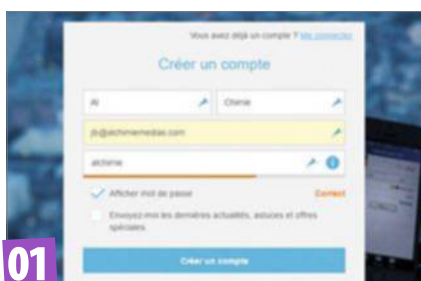 Vous avez déjà un compte ? Me connecter
Créer un compte
Al Chimie
jb@alchimiemedias.com
alchimie
Afficher mot de passe Correct
Envoyez-moi les dernières actualités, astuces et offres
spéciales.
Créer un compte
01